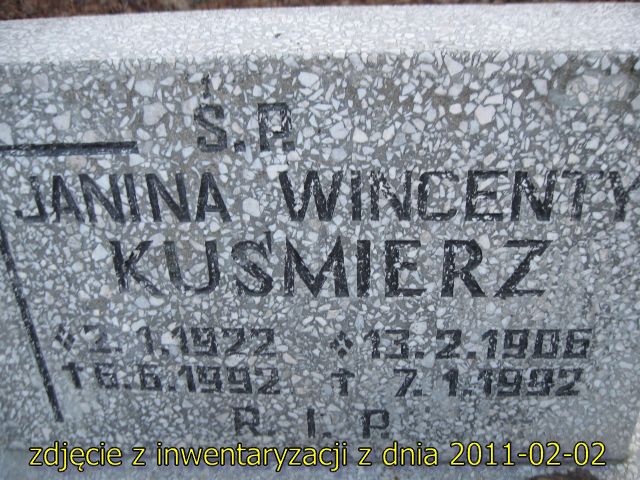 Ś.P.
JANINA WINCENTY
KUŚMIERZ
2.1.1922 13.2.1906
† 6.6.1992 † 7.1.1992
R.I.P.
zdjęcie z inwentaryzacji z dnia 2011-02-02